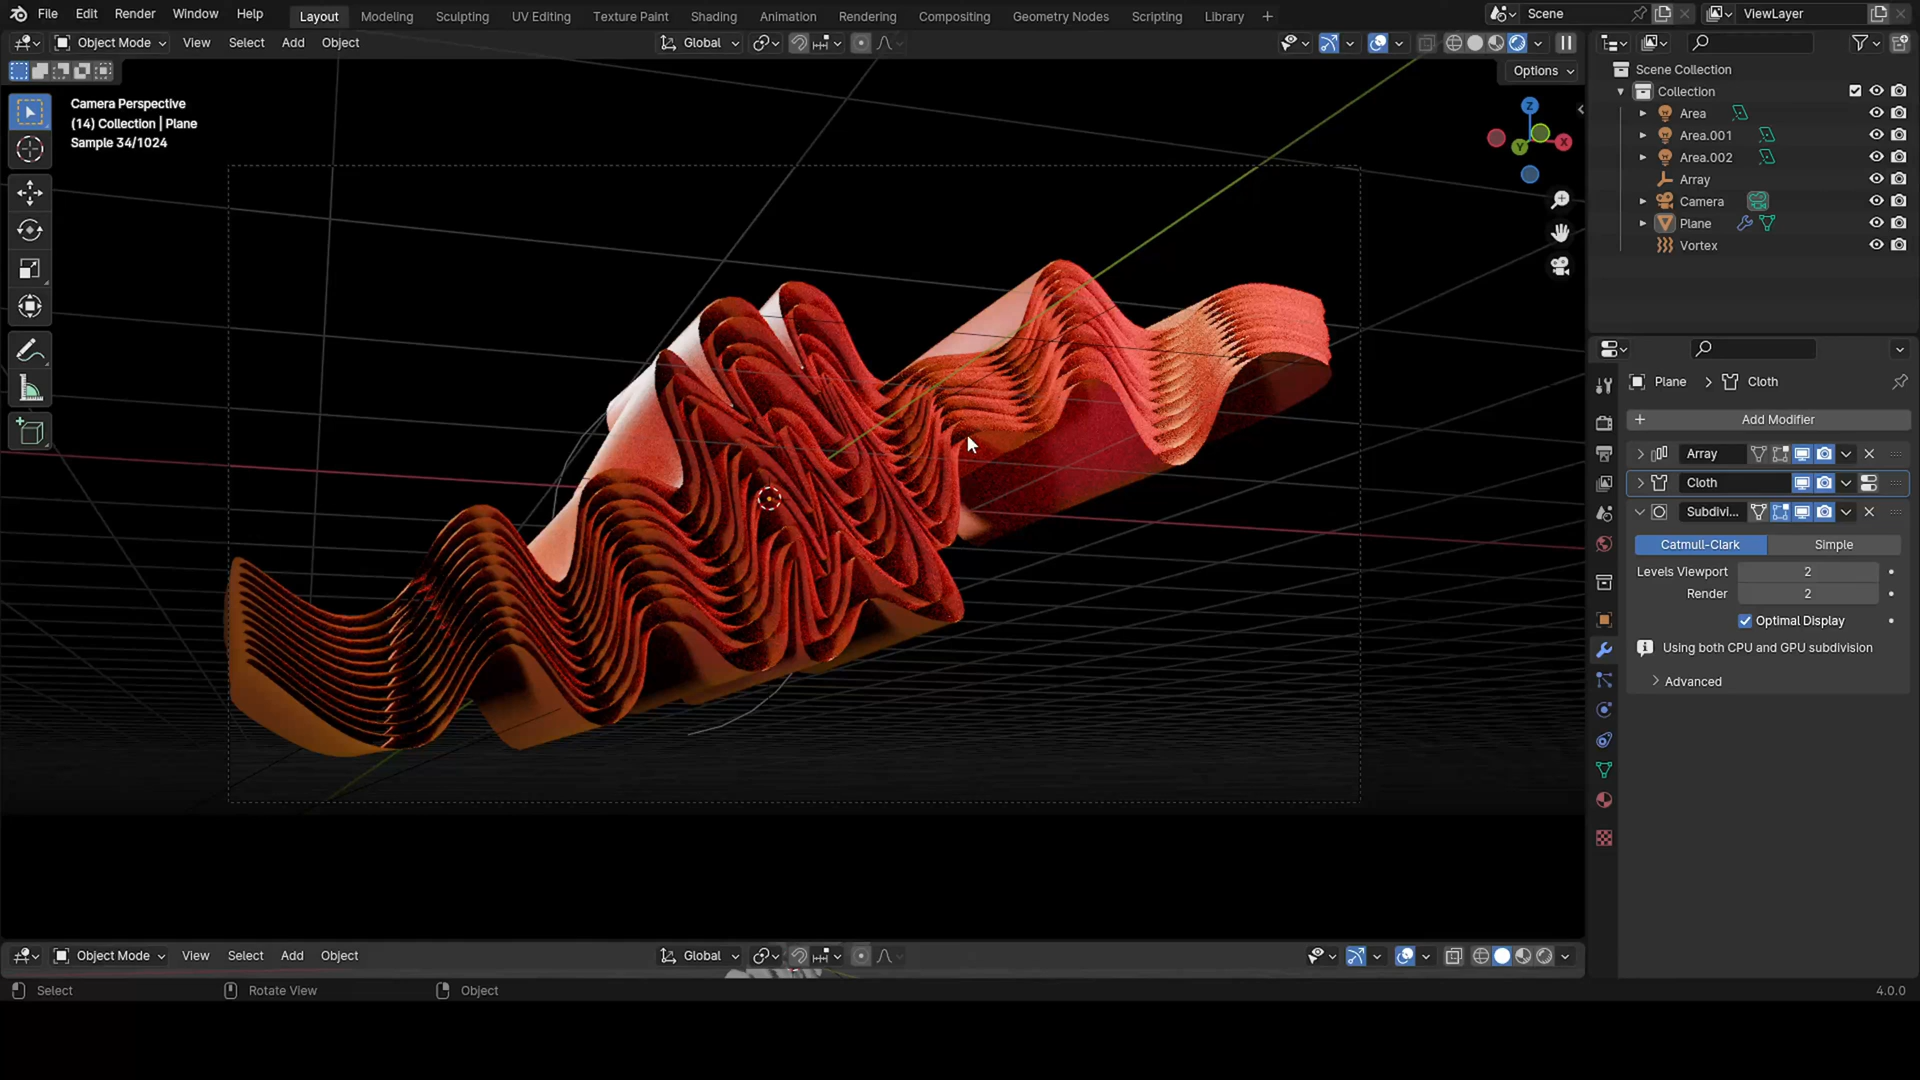 File Edit Render Window Help Layout Modeling Sculpting UV Editing Texture Paint Shading Animation Rendering Compositing Geometry Nodes Scripting Library + Scene ViewLayer
Object Mode View Select Add Object Global
Options
Camera Perspective
(14) Collection | Plane
Sample 34/1024
Z
X
Y
Scene Collection
Collection
Area
Area.001
Area.002
Array
Camera
Plane
Vortex
Plane > Cloth
+ Add Modifier
Array
Cloth
Subdivi...
Catmull-Clark Simple
Levels Viewport 2
Render 2
Optimal Display
Using both CPU and GPU subdivision
Advanced
Object Mode View Select Add Object Global
Select Rotate View Object 4.0.0